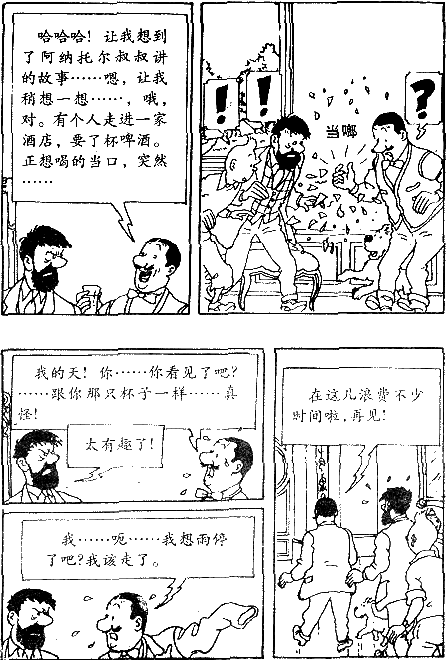 哈哈哈！让我想到
了阿纳托尔叔叔讲
的故事……嗯，让我
稍想一想……，哦，
对。有个人走进一家
酒店，要了杯啤酒。
正想喝的当口，突然
……
！
！
？
当啷
我的天！你……你看见了吧？
……跟你那只杯子一样……真
怪！
太有趣了！
我……呃……我想雨停
了吧？我该走了。
在这儿浪费不少
时间啦，再见！